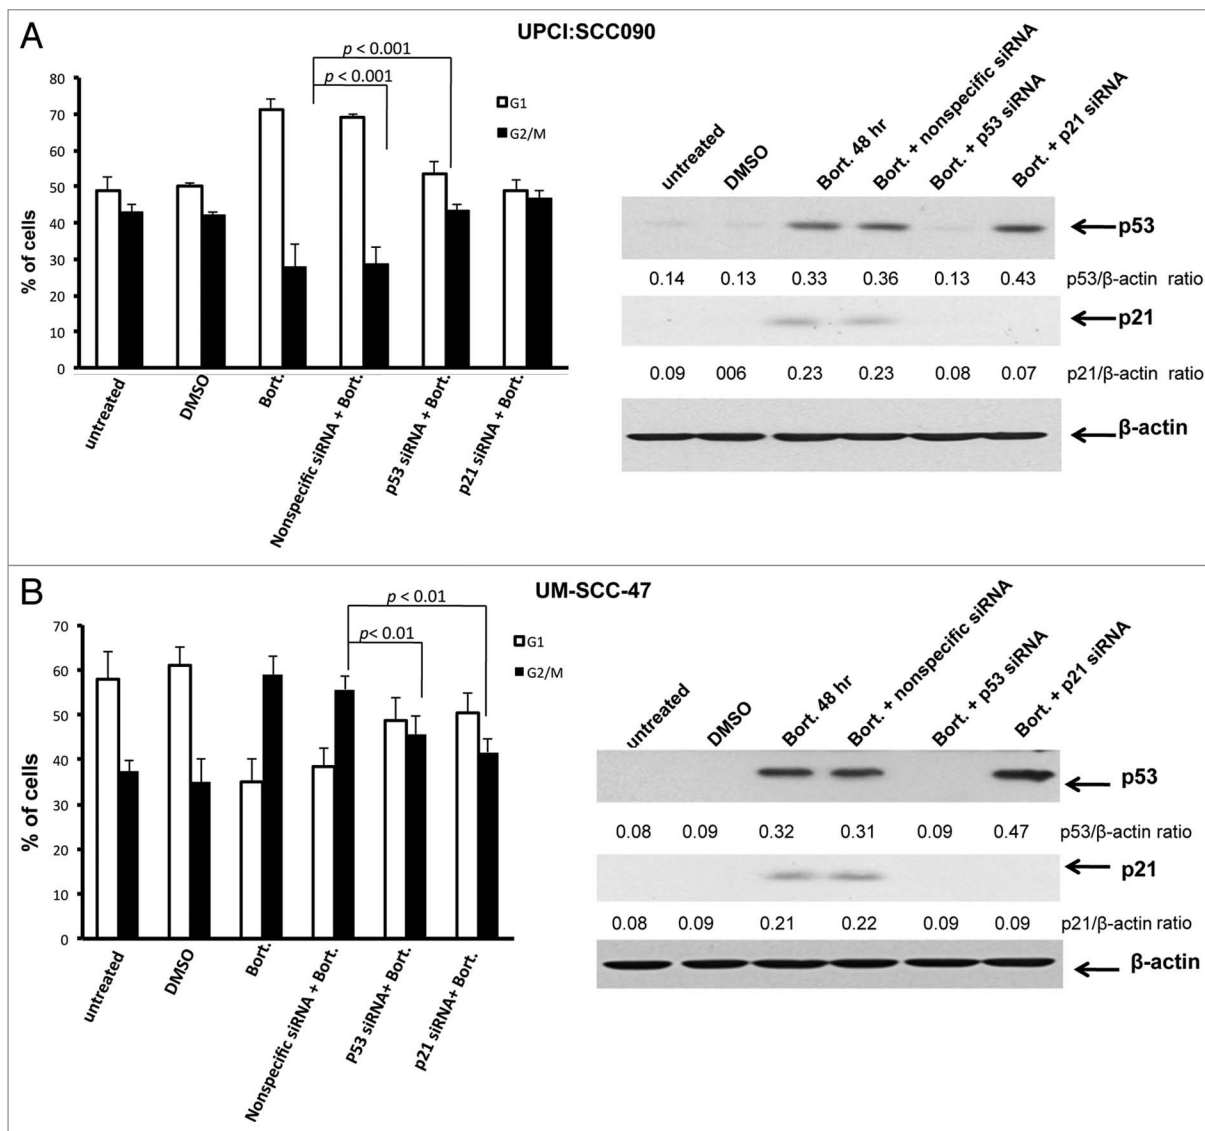 A
UPCI:SCC090
p < 0.001
p < 0.001
G1
G2/M
% of cells
80
70
60
50
40
30
20
10
0
untreated
DMSO
Bort.
Nonspecific siRNA + Bort.
p53 siRNA + Bort.
p21 siRNA + Bort.
untreated
DMSO
Bort. 48 hr
Bort. + nonspecific siRNA
Bort. + p53 siRNA
Bort. + p21 siRNA
p53
0.14 0.13 0.33 0.36 0.13 0.43 p53/β-actin ratio
p21
0.09 006 0.23 0.23 0.08 0.07 p21/β-actin ratio
β-actin
B
UM-SCC-47
p < 0.01
p< 0.01
G1
G2/M
% of cells
70
60
50
40
30
20
10
0
untreated
DMSO
Bort.
Nonspecific siRNA + Bort.
P53 siRNA+ Bort.
p21 siRNA+ Bort.
untreated
DMSO
Bort. 48 hr
Bort. + nonspecific siRNA
Bort. + p53 siRNA
Bort. + p21 siRNA
p53
0.08 0.09 0.32 0.31 0.09 0.47 p53/β-actin ratio
p21
0.08 0.09 0.21 0.22 0.09 0.09 p21/β-actin ratio
β-actin